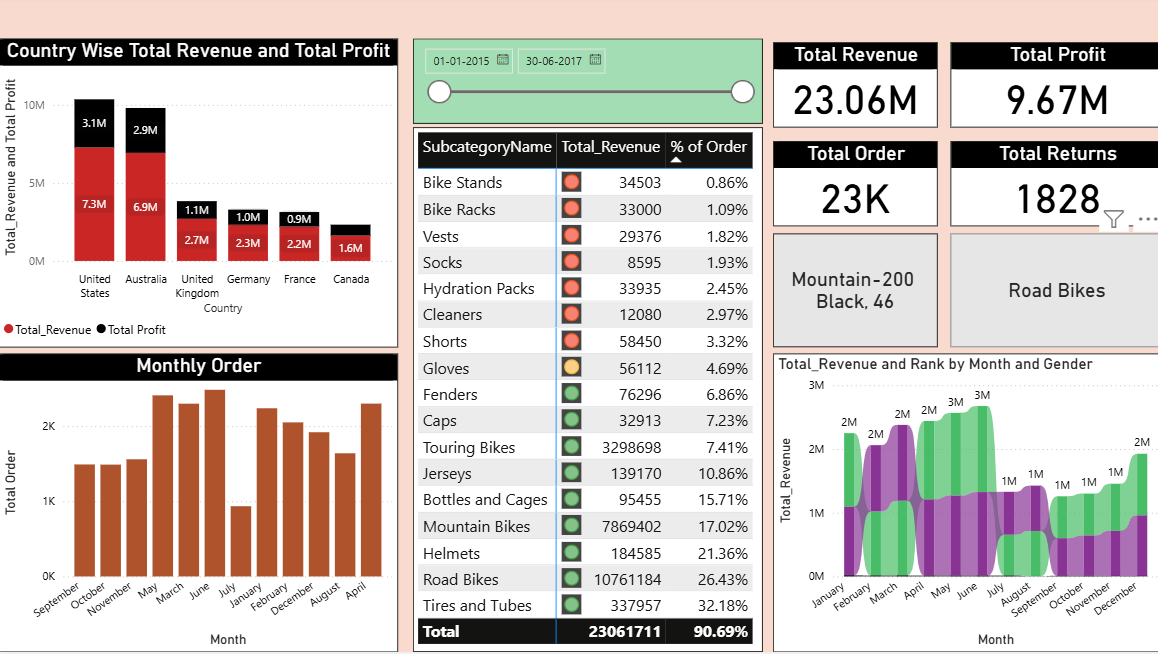 Country Wise Total Revenue and Total Profit
Total_Revenue and Total Profit
10M
5M
0M
3.1M
2.9M
1.1M
1.0M
0.9M
7.3M
6.9M
2.7M
2.3M
2.2M
1.6M
United States
Australia
United Kingdom
Germany
France
Canada
Country
Total_Revenue
Total Profit
Monthly Order
Total Order
2K
1K
0K
September
October
November
May
March
June
July
January
February
December
August
April
Month
01-01-2015
30-06-2017
SubcategoryName Total_Revenue % of Order
Bike Stands 34503 0.86%
Bike Racks 33000 1.09%
Vests 29376 1.82%
Socks 8595 1.93%
Hydration Packs 33935 2.45%
Cleaners 12080 2.97%
Shorts 58450 3.32%
Gloves 56112 4.69%
Fenders 76296 6.86%
Caps 32913 7.23%
Touring Bikes 3298698 7.41%
Jerseys 139170 10.86%
Bottles and Cages 95455 15.71%
Mountain Bikes 7869402 17.02%
Helmets 184585 21.36%
Road Bikes 10761184 26.43%
Tires and Tubes 337957 32.18%
Total 23061711 90.69%
Total Revenue
23.06M
Total Profit
9.67M
Total Order
23K
Total Returns
1828
Mountain-200
Black, 46
Road Bikes
Total_Revenue and Rank by Month and Gender
Total_Revenue
3M
2M
1M
0M
2M
2M
2M
2M
3M
3M
1M
1M
1M
1M
1M
2M
January
February
March
April
May
June
July
August
September
October
November
December
Month